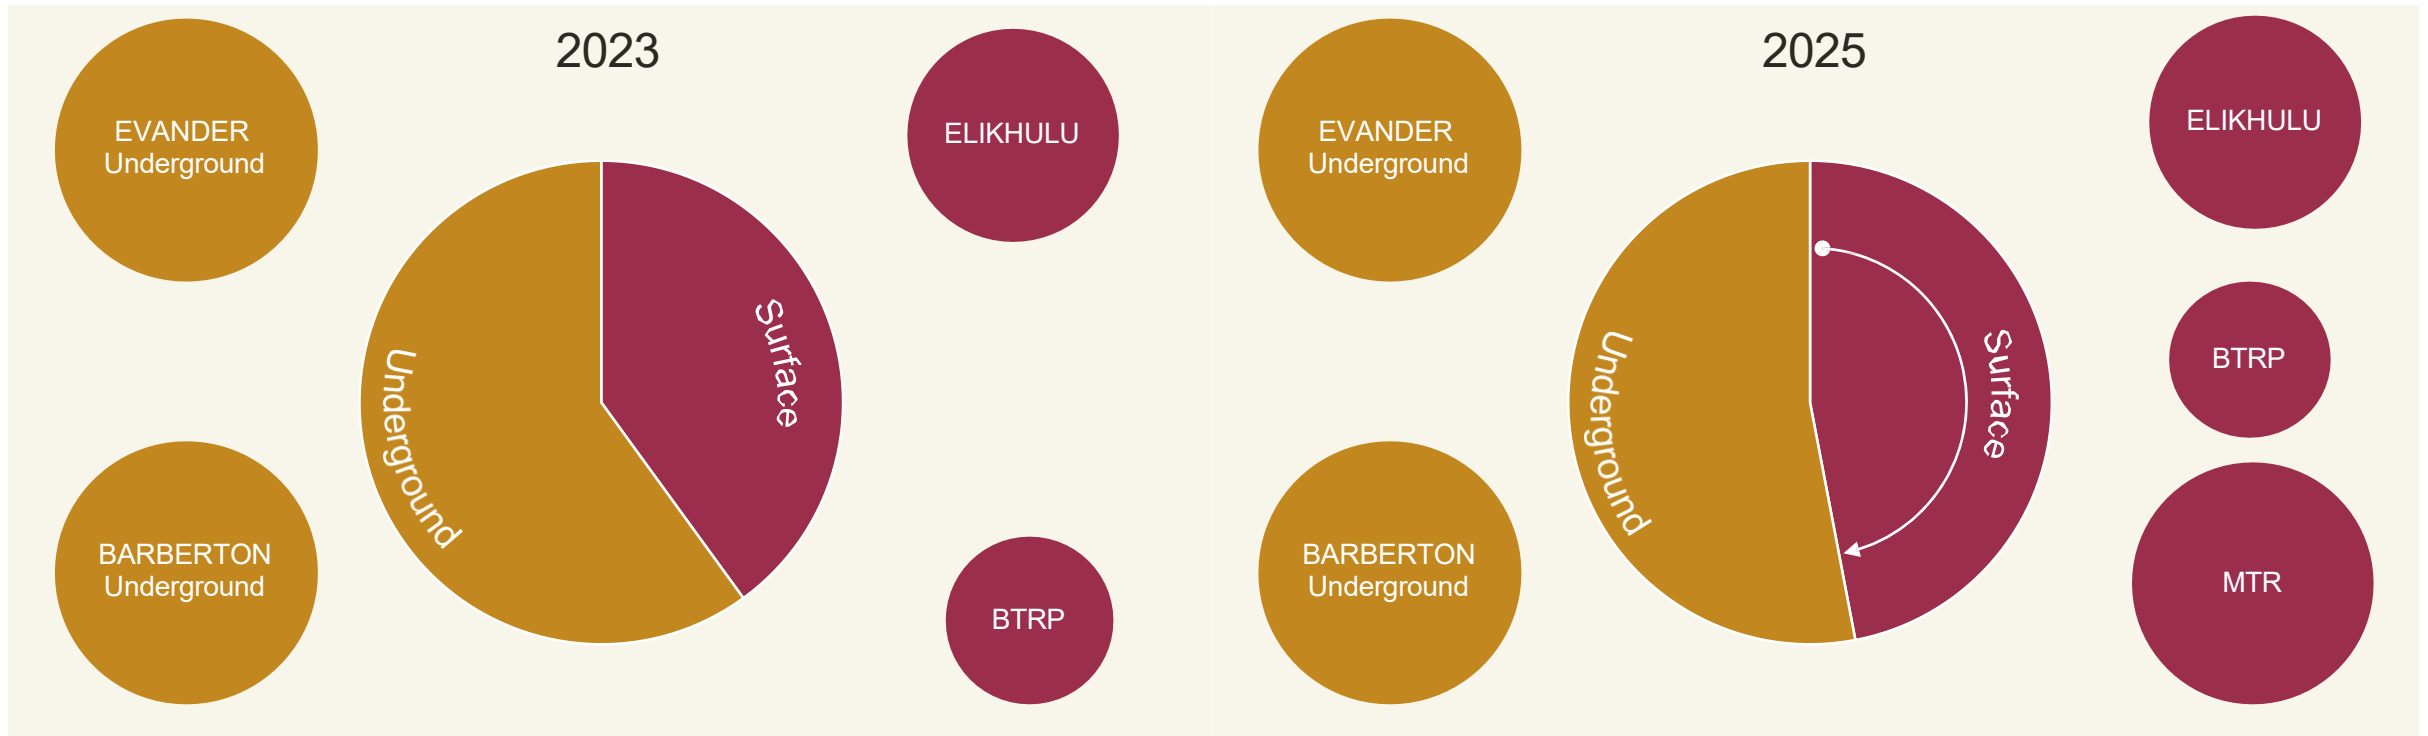 2023
EVANDER
Underground
BARBERTON
Underground
Underground
Surface
ELIKHULU
BTRP
2025
EVANDER
Underground
BARBERTON
Underground
Underground
Surface
ELIKHULU
BTRP
MTR